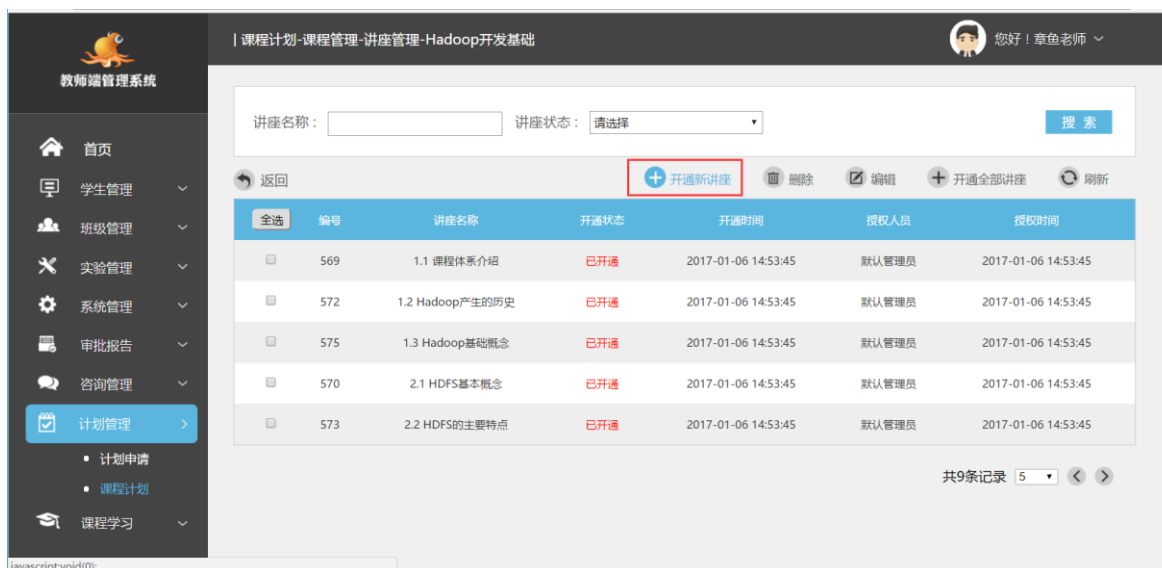 | 课程计划-课程管理-讲座管理-Hadoop开发基础
您好！章鱼老师
教师端管理系统
首页
学生管理
班级管理
实验管理
系统管理
审批报告
咨询管理
计划管理
计划申请
课程计划
课程学习
讲座名称： 讲座状态： 请选择 搜 索
返回 开通新讲座 删除 编辑 开通全部讲座 刷新
全选 编号 讲座名称 开通状态 开通时间 授权人员 授权时间
569 1.1 课程体系介绍 已开通 2017-01-06 14:53:45 默认管理员 2017-01-06 14:53:45
572 1.2 Hadoop产生的历史 已开通 2017-01-06 14:53:45 默认管理员 2017-01-06 14:53:45
575 1.3 Hadoop基础概念 已开通 2017-01-06 14:53:45 默认管理员 2017-01-06 14:53:45
570 2.1 HDFS基本概念 已开通 2017-01-06 14:53:45 默认管理员 2017-01-06 14:53:45
573 2.2 HDFS的主要特点 已开通 2017-01-06 14:53:45 默认管理员 2017-01-06 14:53:45
共9条记录 5
javascript:void(0);